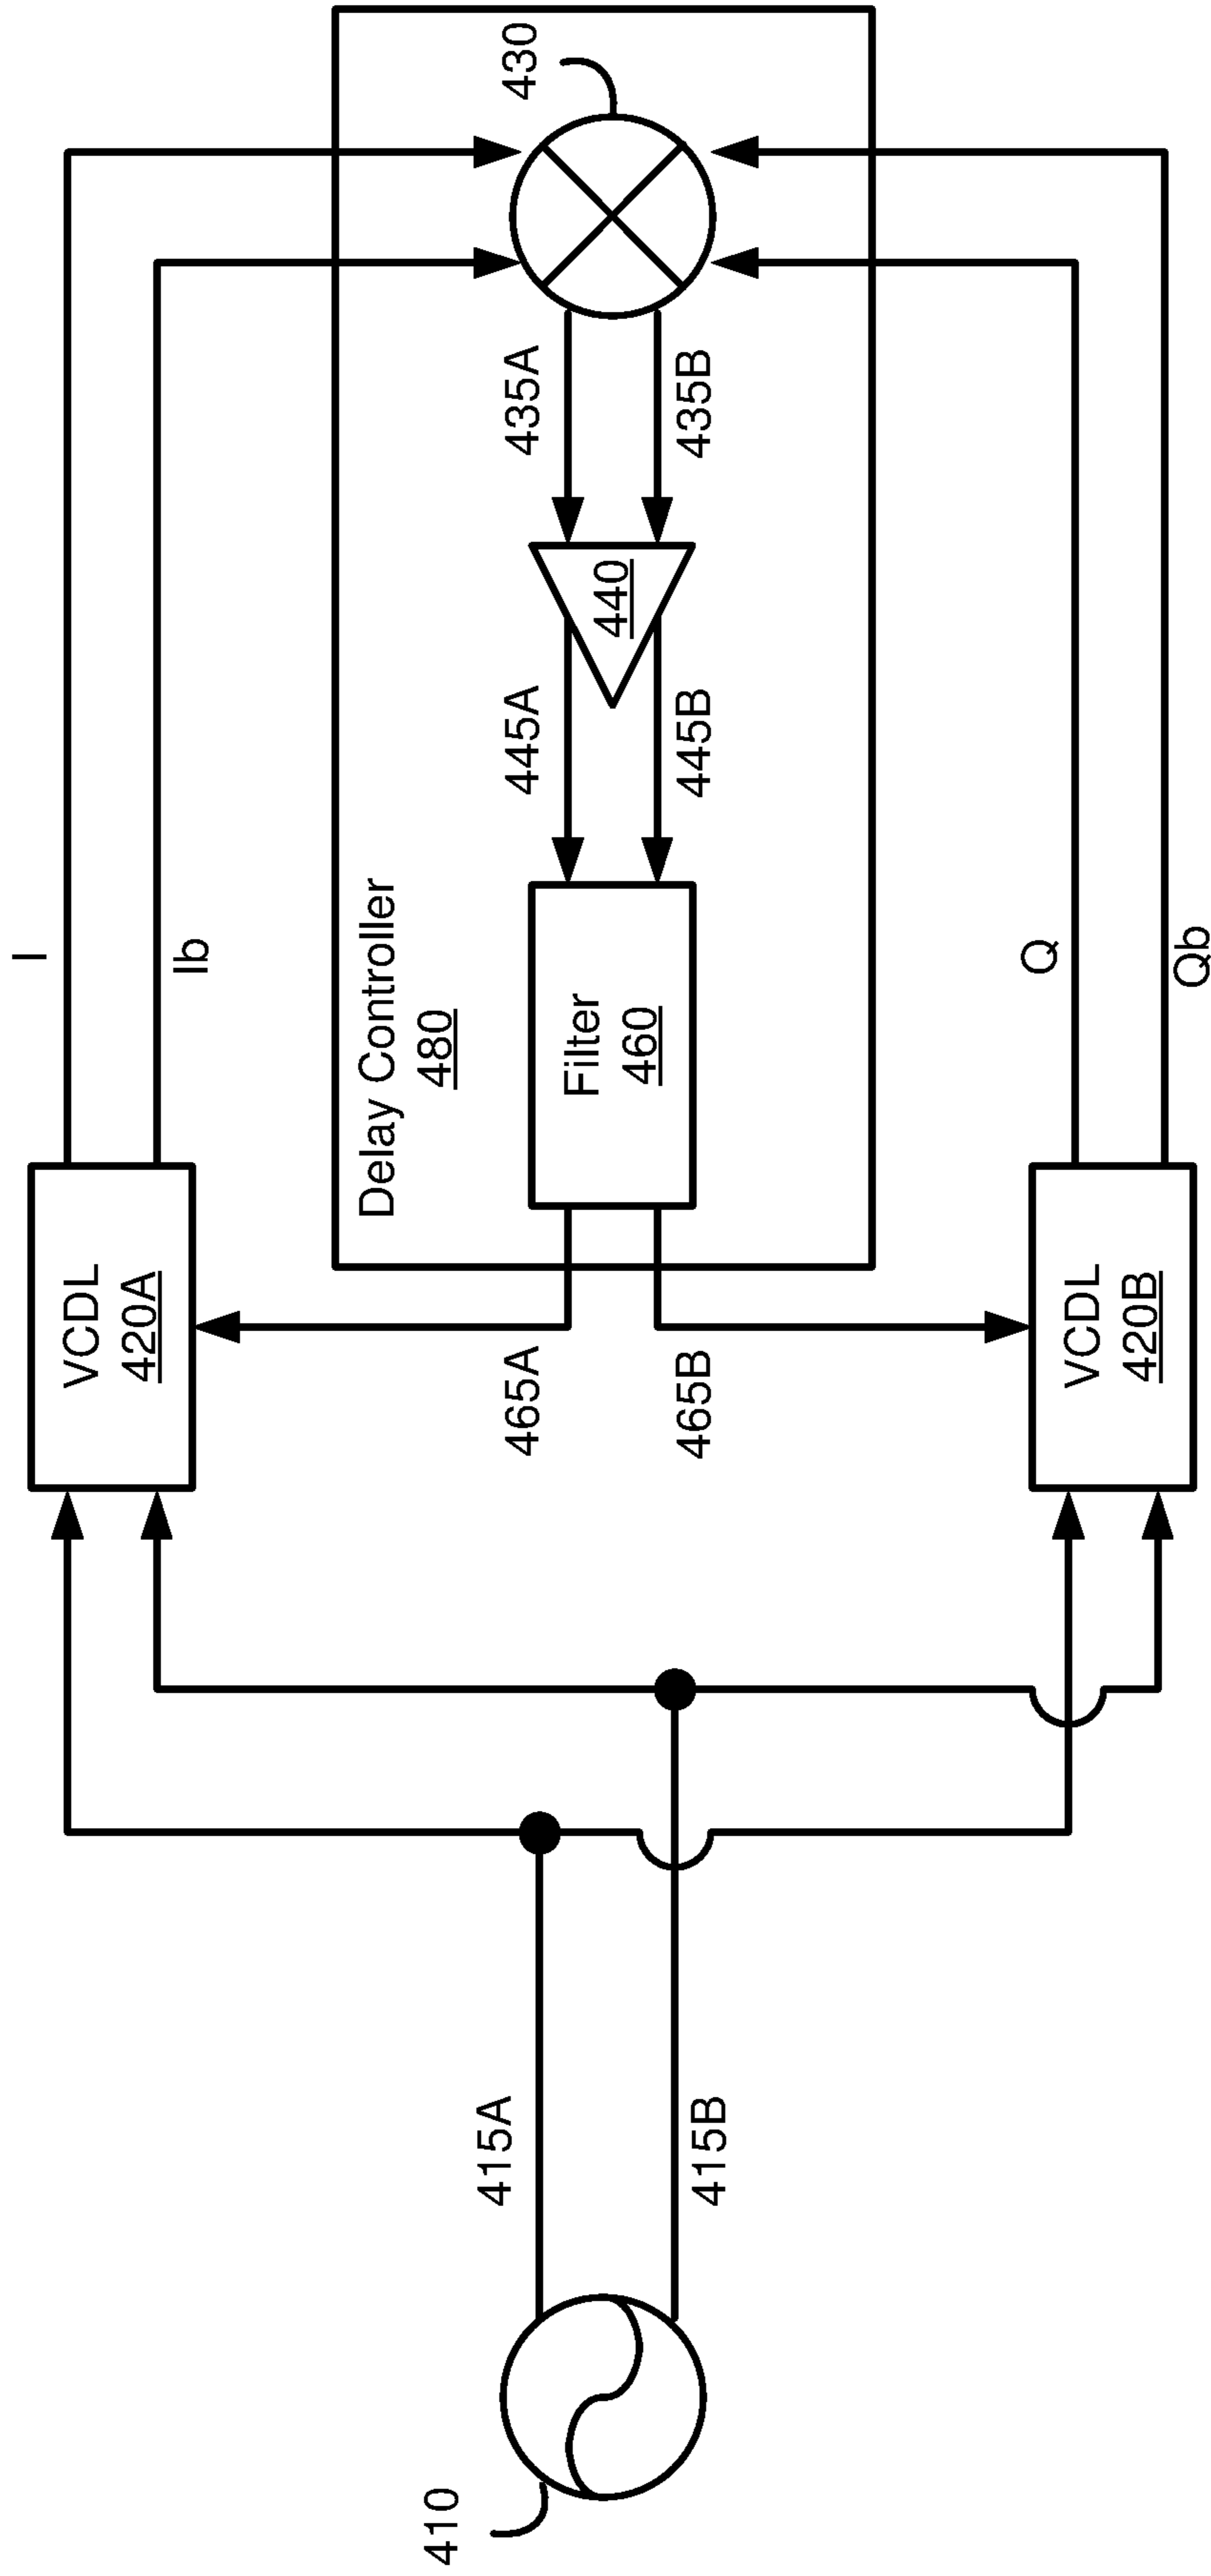 410
415A
415B
VCDL
420A
VCDL
420B
465A
465B
I
Ib
Q
Qb
Delay Controller
480
Filter
460
445A
445B
440
435A
435B
430